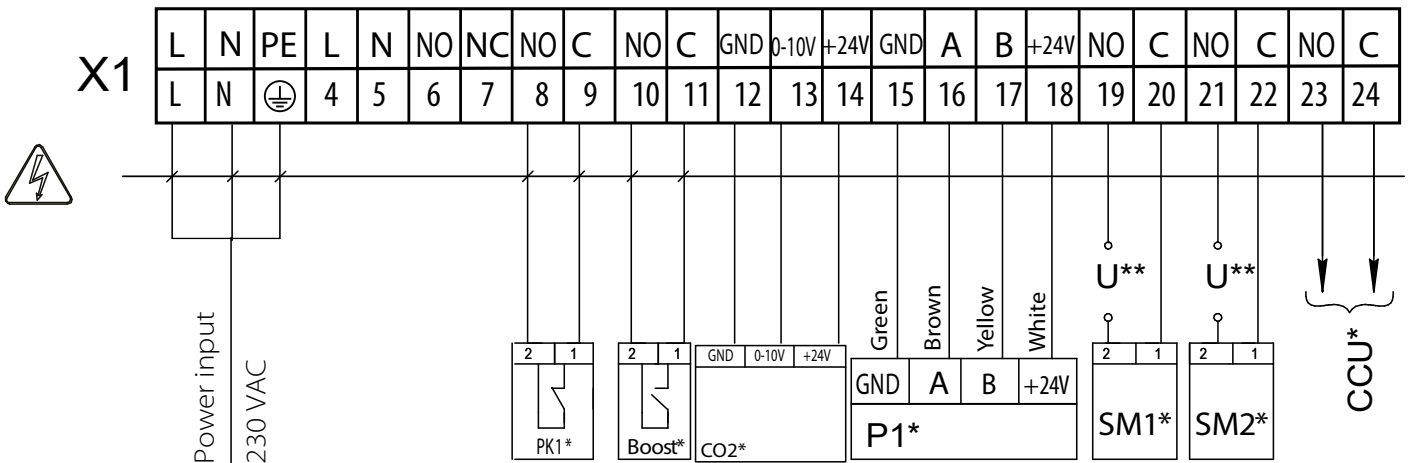 X1
L N PE L N NO NC NO C NO C GND 0-10V +24V GND A B +24V NO C NO C NO C
L N 4 5 6 7 8 9 10 11 12 13 14 15 16 17 18 19 20 21 22 23 24
Power input
230 VAC
2 1
PK1*
2 1
Boost*
GND 0-10V +24V
CO2*
Green
Brown
Yellow
White
GND A B +24V
P1*
U**
2 1
SM1*
U**
2 1
SM2*
CCU*